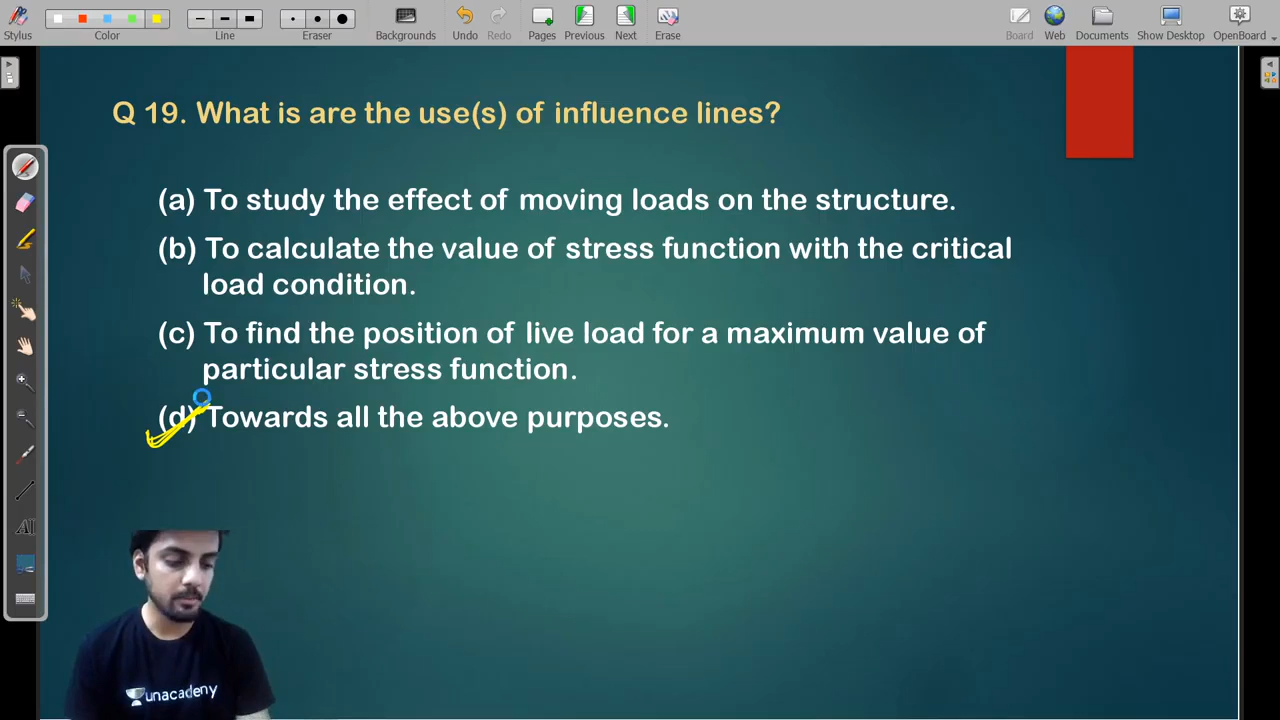 Stylus Color Line Eraser Backgrounds Undo Redo Pages Previous Next Erase Board Web Documents Show Desktop OpenBoard
Q 19. What is are the use(s) of influence lines?
(a) To study the effect of moving loads on the structure.
(b) To calculate the value of stress function with the critical
load condition.
(c) To find the position of live load for a maximum value of
particular stress function.
(d) Towards all the above purposes.
unacademy